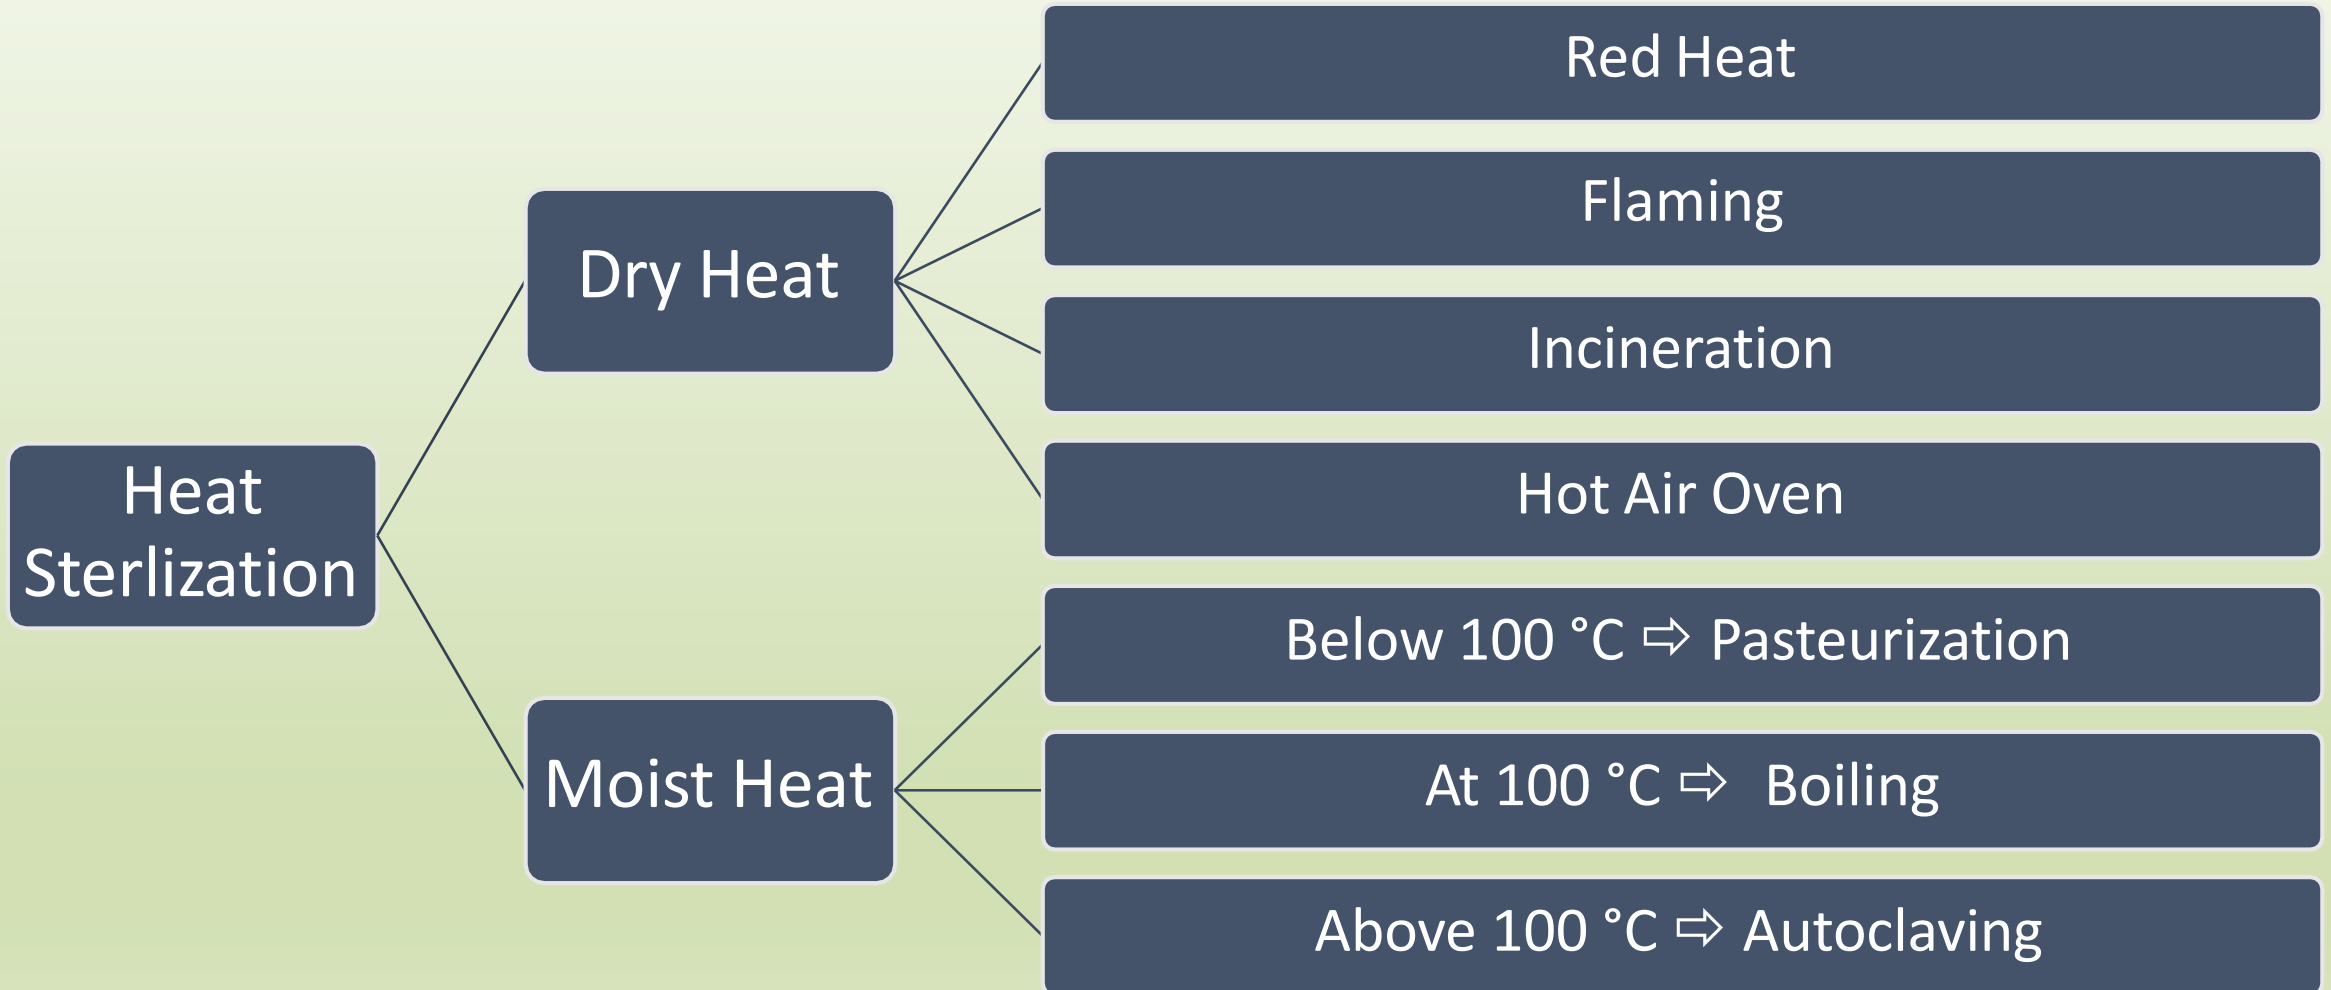 Heat
Sterlization
Dry Heat
Red Heat
Flaming
Incineration
Hot Air Oven
Moist Heat
Below 100 °C ⇨ Pasteurization
At 100 °C ⇨ Boiling
Above 100 °C ⇨ Autoclaving